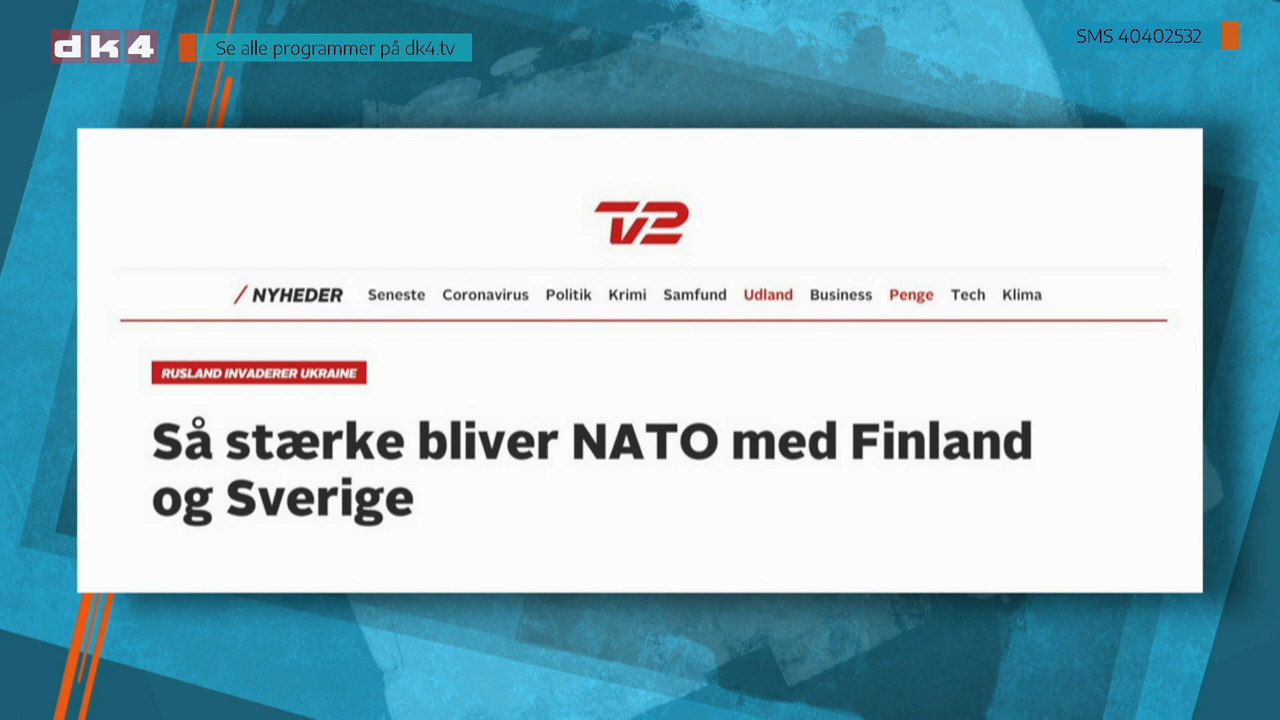 dk4
Se alle programmer på dk4.tv
SMS 40402532
TV2
/ NYHEDER Seneste Coronavirus Politik Krimi Samfund Udland Business Penge Tech Klima
RUSLAND INVADERER UKRAINE
Så stærke bliver NATO med Finland
og Sverige